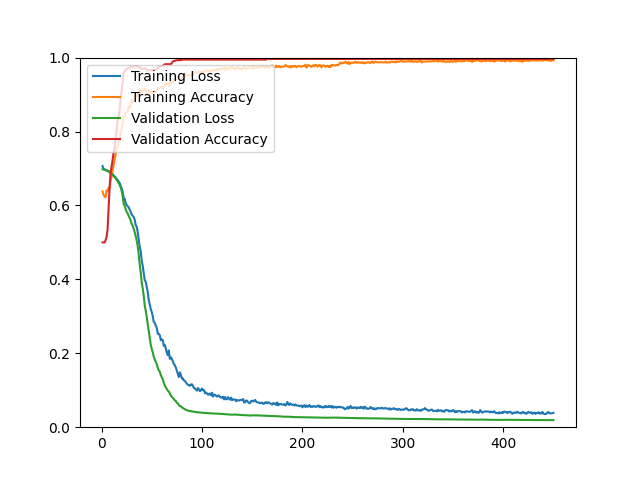 1.0
0.8
0.6
0.4
0.2
0.0
Training Loss
Training Accuracy
Validation Loss
Validation Accuracy
0 100 200 300 400